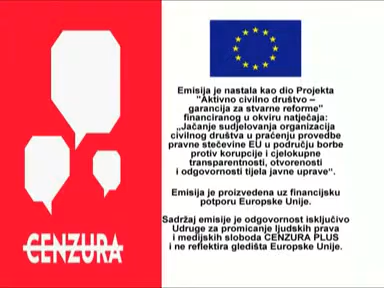 CENZURA
Emisija je nastala kao dio Projekta
"Aktivno civilno društvo –
garancija za stvarne reforme"
financiranog u okviru natječaja:
„Jačanje sudjelovanja organizacija
civilnog društva u praćenju provedbe
pravne stečevine EU u području borbe
protiv korupcije i cjelokupne
transparentnosti, otvorenosti
i odgovornosti tijela javne uprave“.
Emisija je proizvedena uz financijsku
potporu Europske Unije.
Sadržaj emisije je odgovornost isključivo
Udruge za promicanje ljudskih prava
i medijskih sloboda CENZURA PLUS
i ne reflektira gledišta Europske Unije.